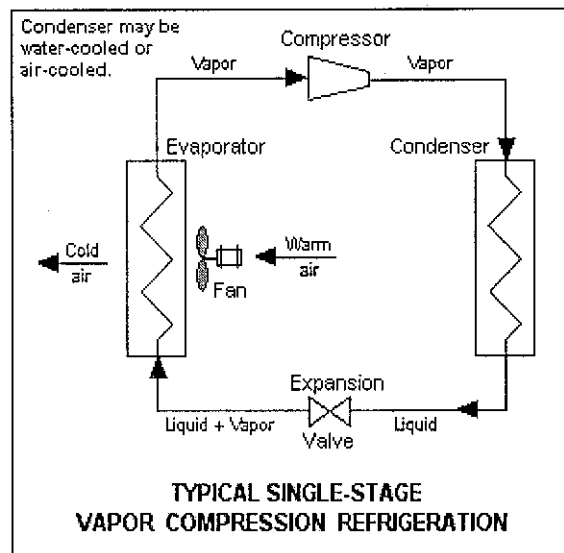 Condenser may be
water-cooled or
air-cooled.
Compressor
Vapor
Vapor
Evaporator
Condenser
Cold
air
Warm
air
Fan
Expansion
Valve
Liquid + Vapor
Liquid
TYPICAL SINGLE-STAGE
VAPOR COMPRESSION REFRIGERATION